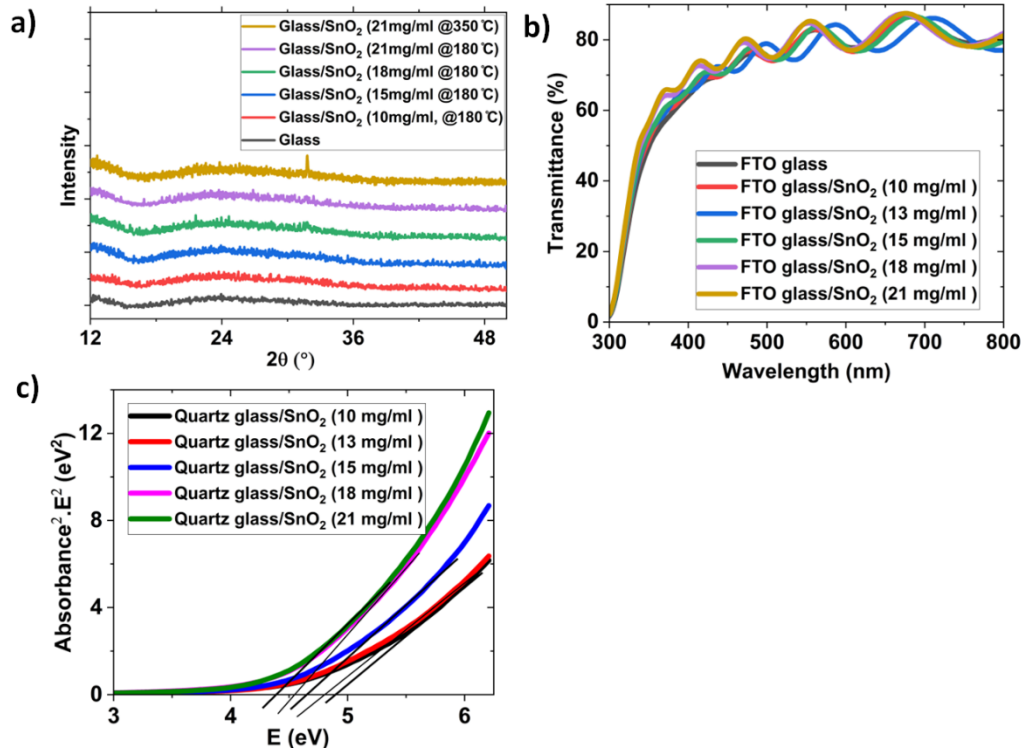 a)
Glass/SnO₂ (21mg/ml @350℃)
Glass/SnO₂ (21mg/ml @180℃)
Glass/SnO₂ (18mg/ml @180℃)
Glass/SnO₂ (15mg/ml @180℃)
Glass/SnO₂ (10mg/ml, @180℃)
Glass
Intensity
12 24 36 48
2θ (°)
b)
80
60
40
20
0
Transmittance (%)
FTO glass
FTO glass/SnO₂ (10 mg/ml )
FTO glass/SnO₂ (13 mg/ml )
FTO glass/SnO₂ (15 mg/ml )
FTO glass/SnO₂ (18 mg/ml )
FTO glass/SnO₂ (21 mg/ml )
300 400 500 600 700 800
Wavelength (nm)
c)
Quartz glass/SnO₂ (10 mg/ml )
Quartz glass/SnO₂ (13 mg/ml )
Quartz glass/SnO₂ (15 mg/ml )
Quartz glass/SnO₂ (18 mg/ml )
Quartz glass/SnO₂ (21 mg/ml )
12
8
4
0
Absorbance².E² (eV²)
3 4 5 6
E (eV)